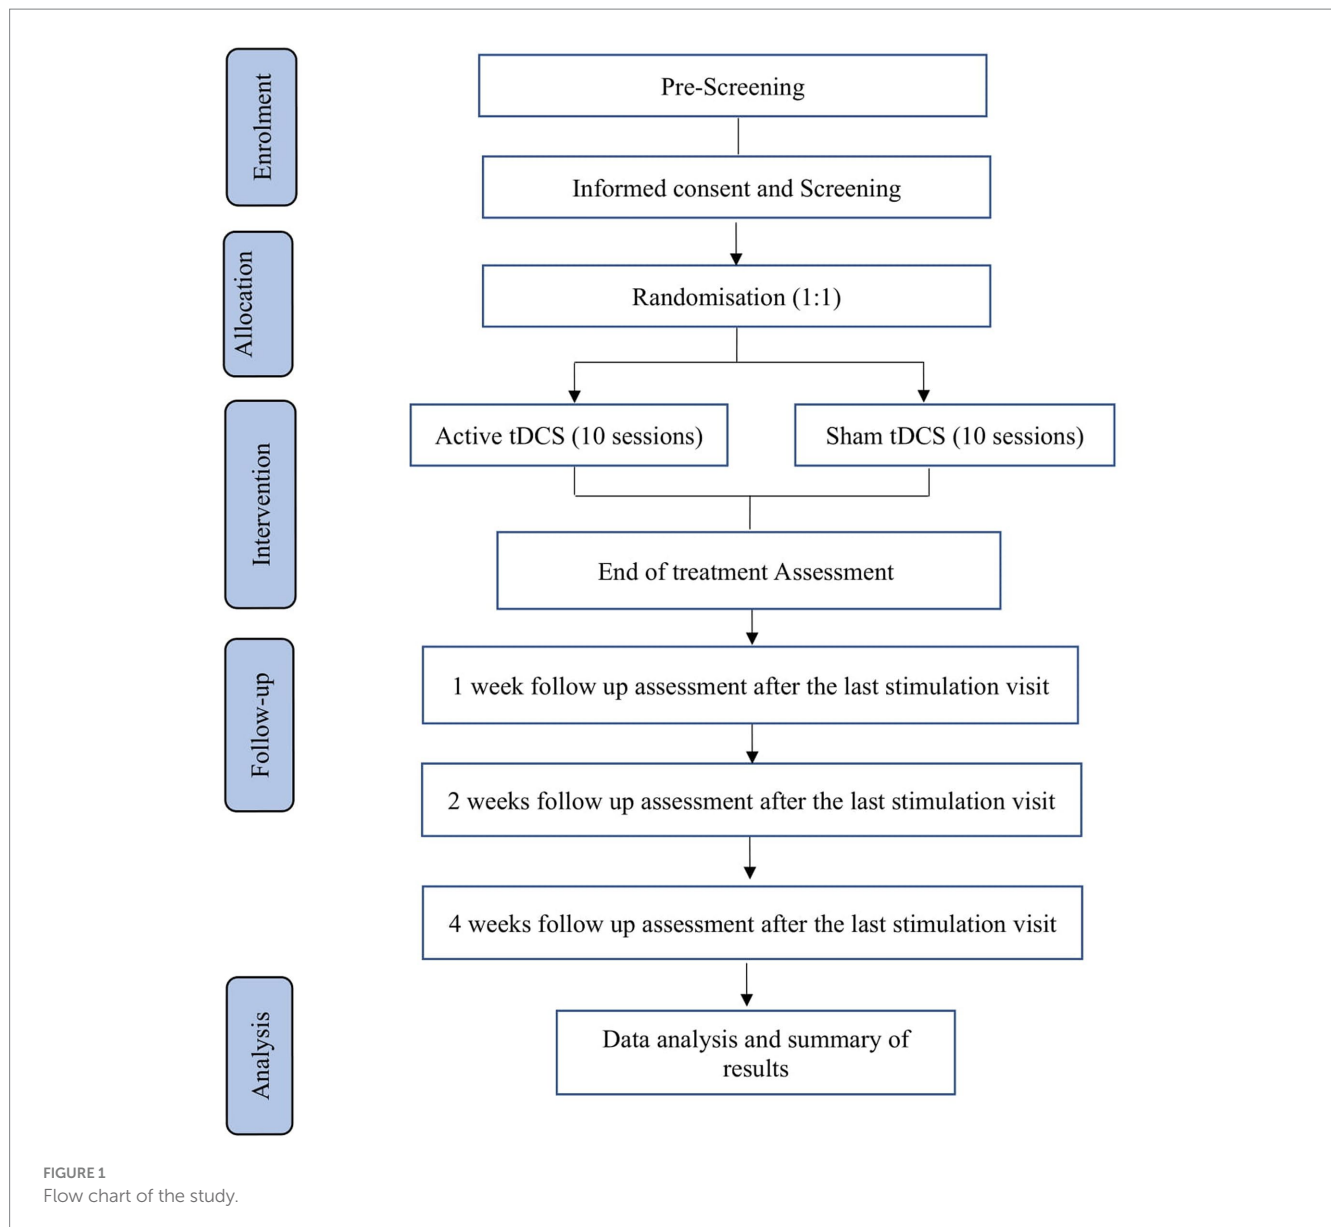 Enrolment
Pre-Screening
Informed consent and Screening
Allocation
Randomisation (1:1)
Intervention
Active tDCS (10 sessions)
Sham tDCS (10 sessions)
End of treatment Assessment
Follow-up
1 week follow up assessment after the last stimulation visit
2 weeks follow up assessment after the last stimulation visit
4 weeks follow up assessment after the last stimulation visit
Analysis
Data analysis and summary of
results
FIGURE 1
Flow chart of the study.